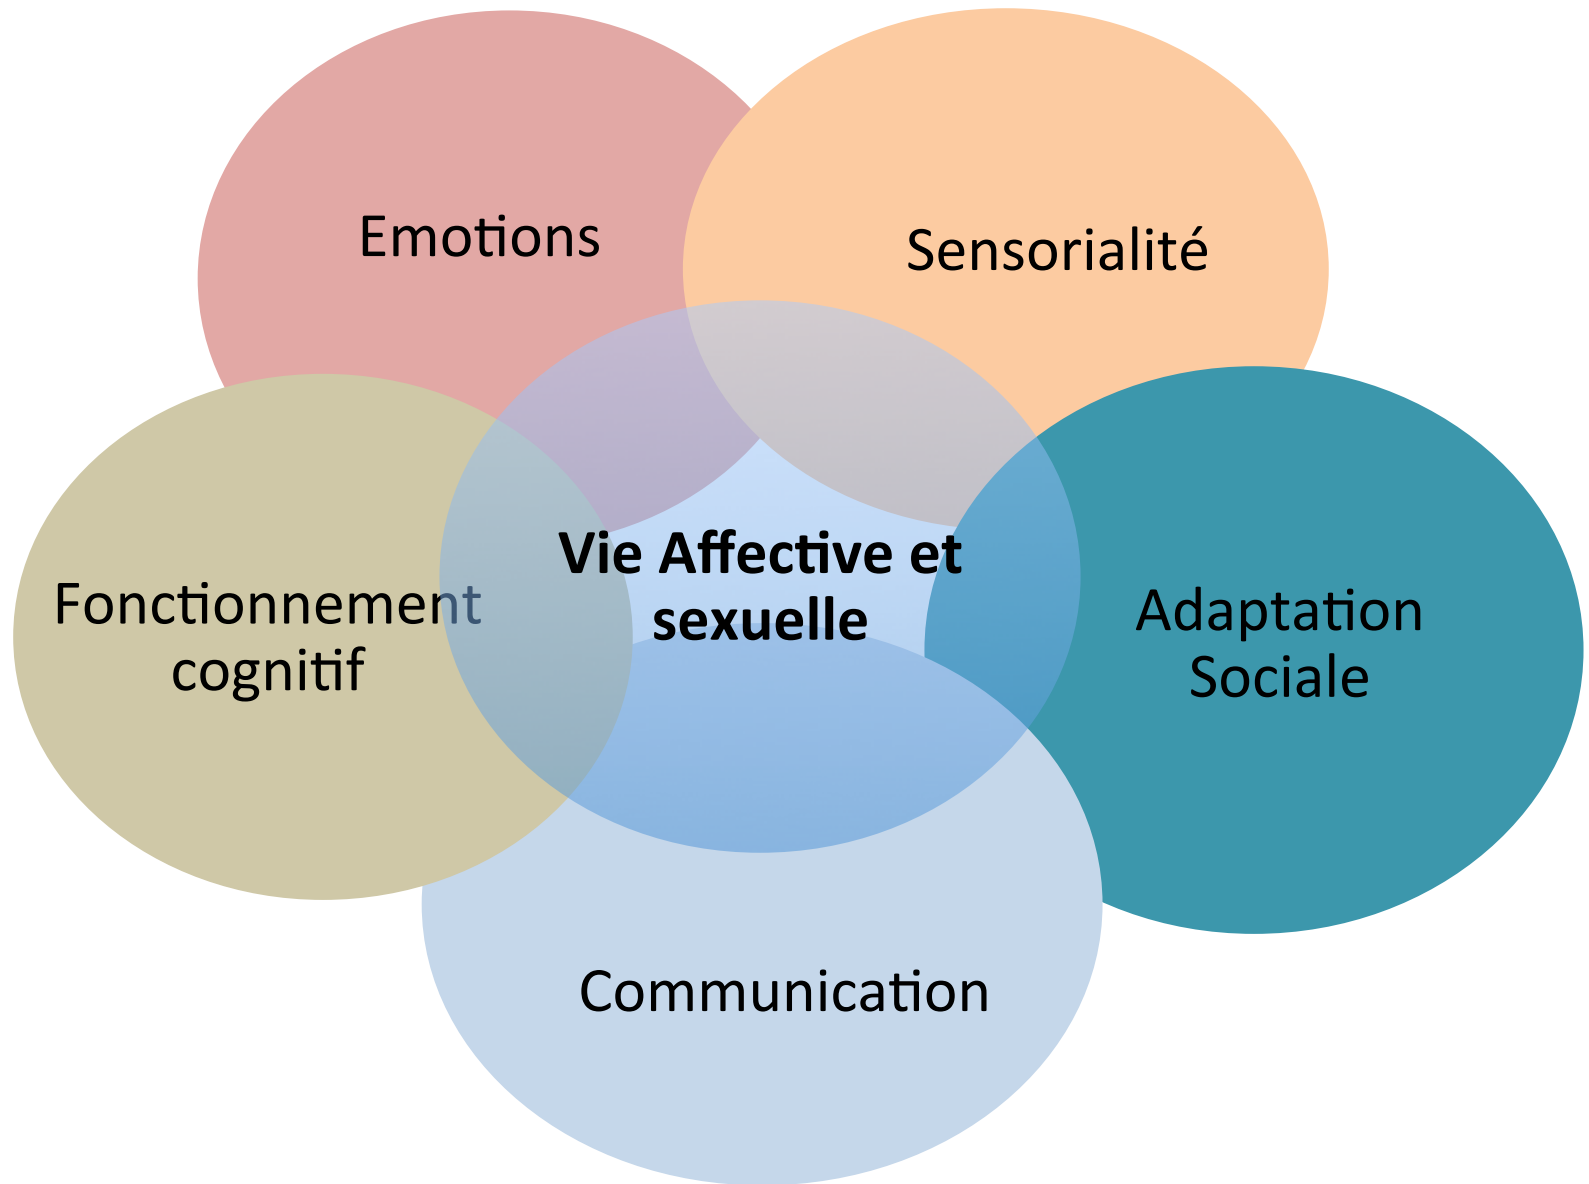 Emotions
Sensorialité
Vie Affective et
sexuelle
Fonctionnement
cognitif
Adaptation
Sociale
Communication